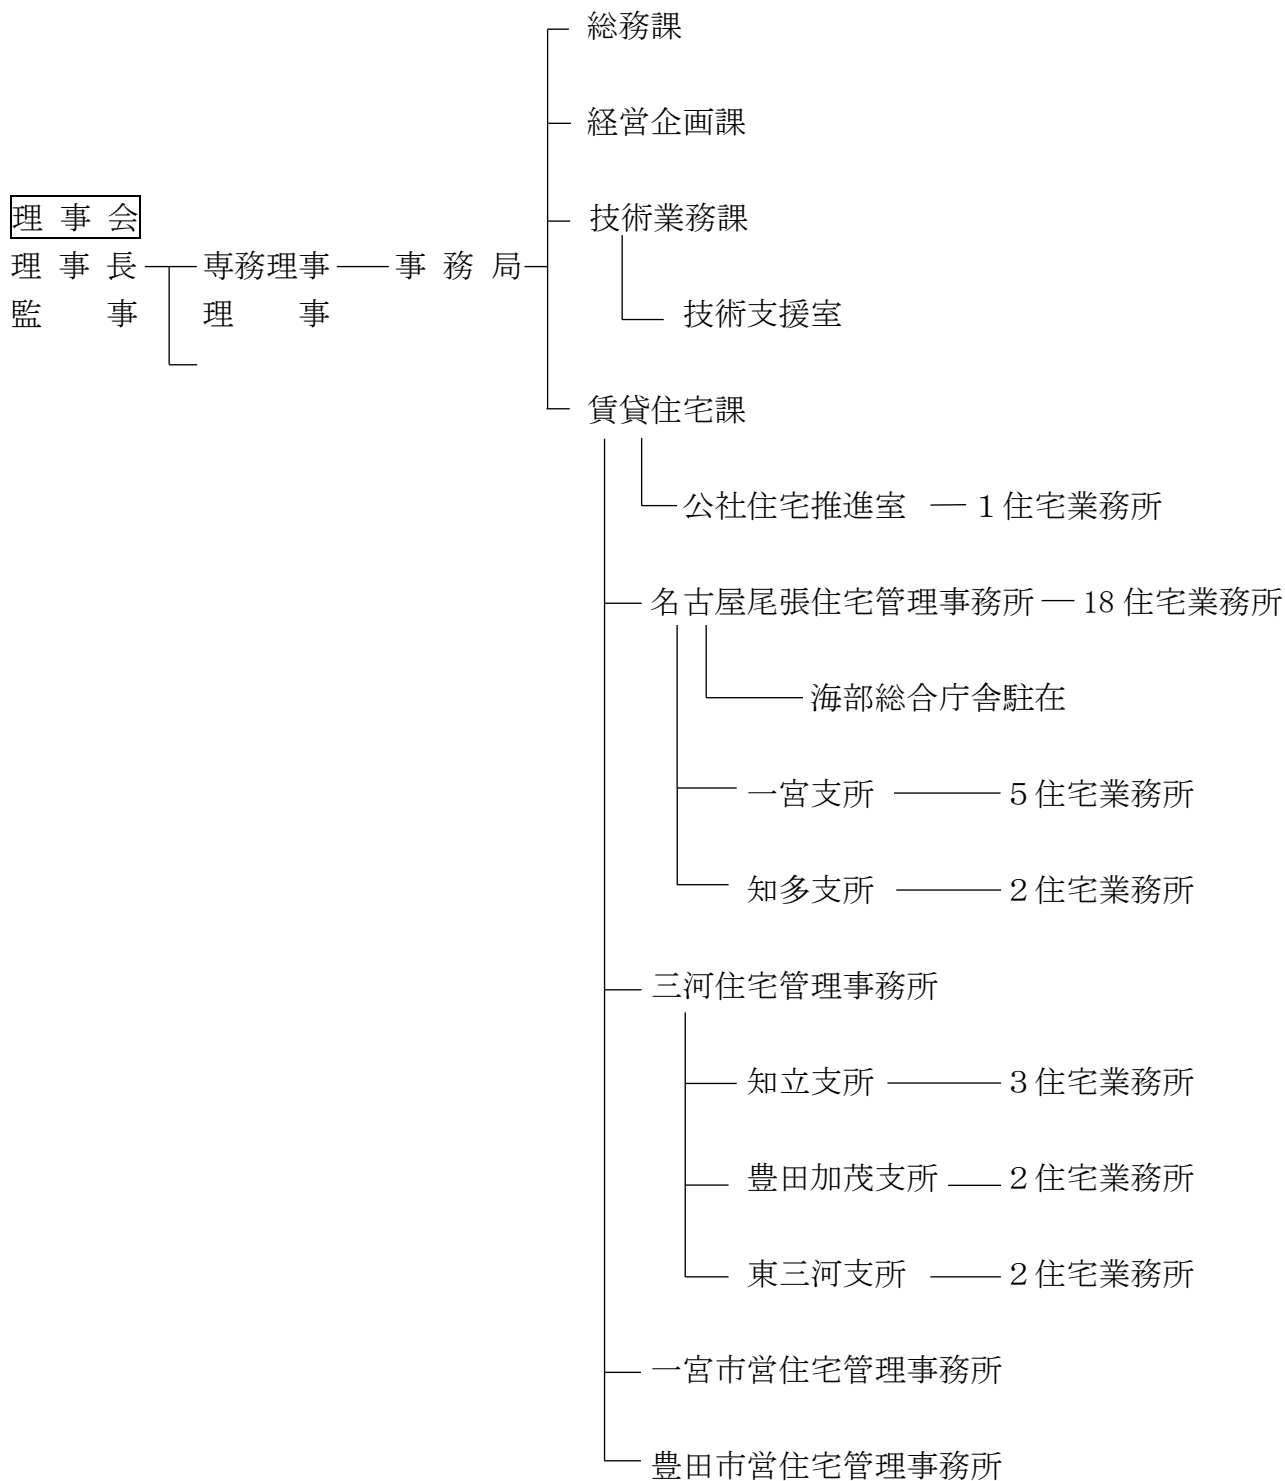 総務課
経営企画課
理事会
技術業務課
理事長 専務理事 事務局
監事 理事 技術支援室
賃貸住宅課
公社住宅推進室 1住宅業務所
名古屋尾張住宅管理事務所 18住宅業務所
海部総合庁舎駐在
一宮支所 5住宅業務所
知多支所 2住宅業務所
三河住宅管理事務所
知立支所 3住宅業務所
豊田加茂支所 2住宅業務所
東三河支所 2住宅業務所
一宮市営住宅管理事務所
豊田市営住宅管理事務所